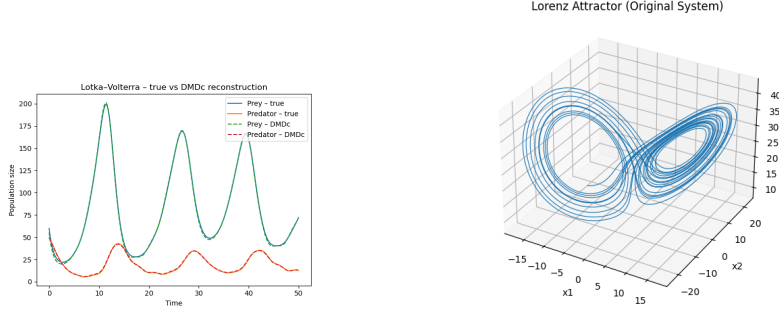 Lotka–Volterra – true vs DMDc reconstruction
Population size
200
175
150
125
100
75
50
25
0
Prey – true
Predator – true
Prey – DMDc
Predator – DMDc
0 10 20 30 40 50
Time
Lorenz Attractor (Original System)
40
35
30
25
20
15
10
−15 −10 −5 0 5 10 15
x1
−20 −10 0 10 20
x2